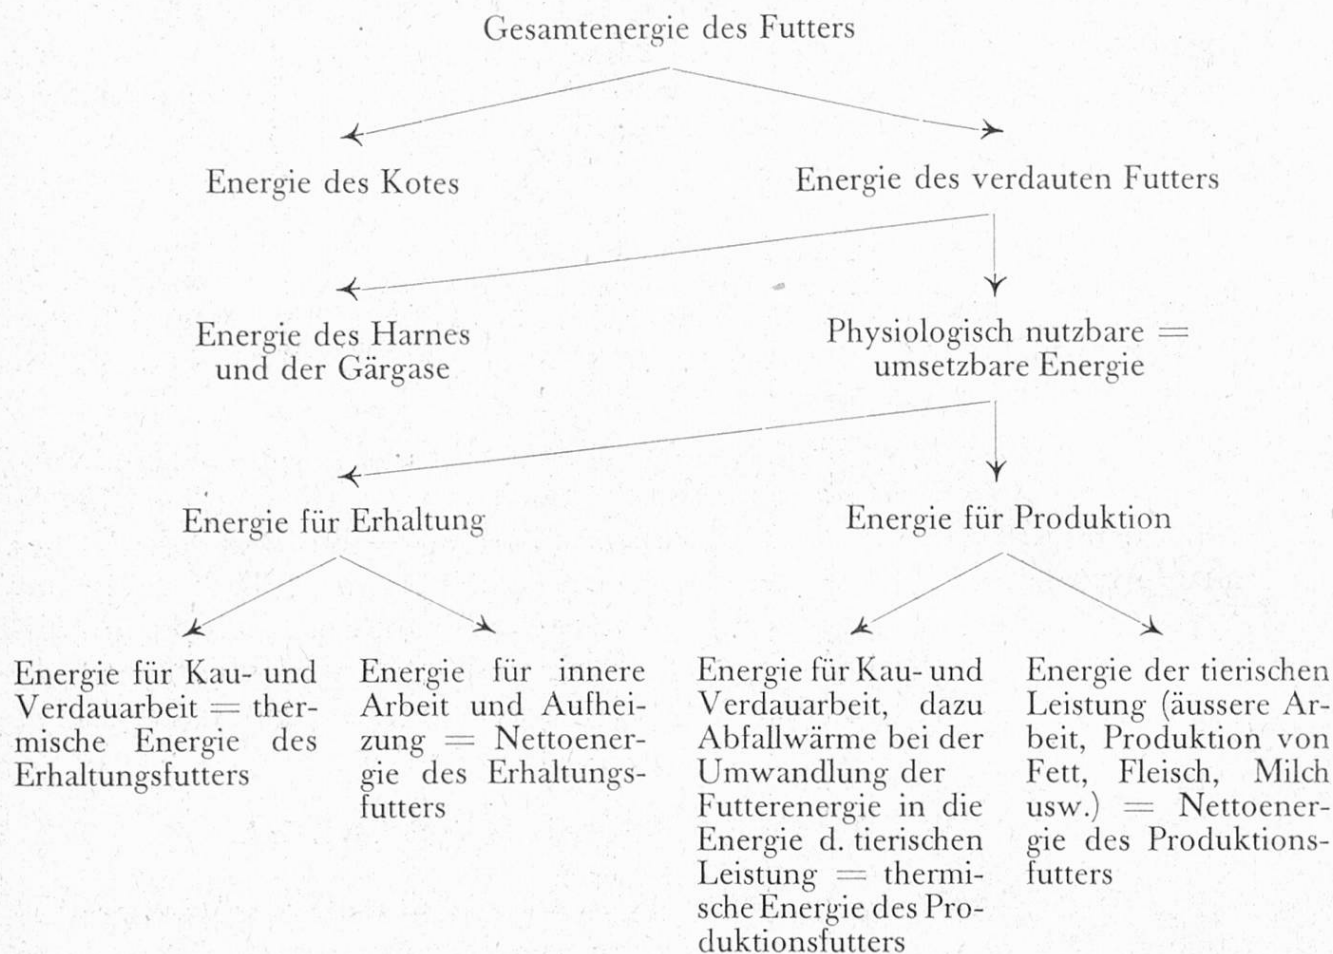 Gesamtenergie des Futters
Energie des Kotes
Energie des verdauten Futters
Energie des Harnes
und der Gärgase
Physiologisch nutzbare =
umsetzbare Energie
Energie für Erhaltung
Energie für Produktion
Energie für Kau- und
Verdauarbeit = ther-
mische Energie des
Erhaltungsfutters
Energie für innere
Arbeit und Aufhei-
zung = Nettoener-
gie des Erhaltungs-
futters
Energie für Kau- und
Verdauarbeit, dazu
Abfallwärme bei der
Umwandlung der
Futterenergie in die
Energie d. tierischen
Leistung = thermi-
sche Energie des Pro-
duktionsfutters
Energie der tierischen
Leistung (äussere Ar-
beit, Produktion von
Fett, Fleisch, Milch
usw.) = Nettoener-
gie des Produktions-
futters